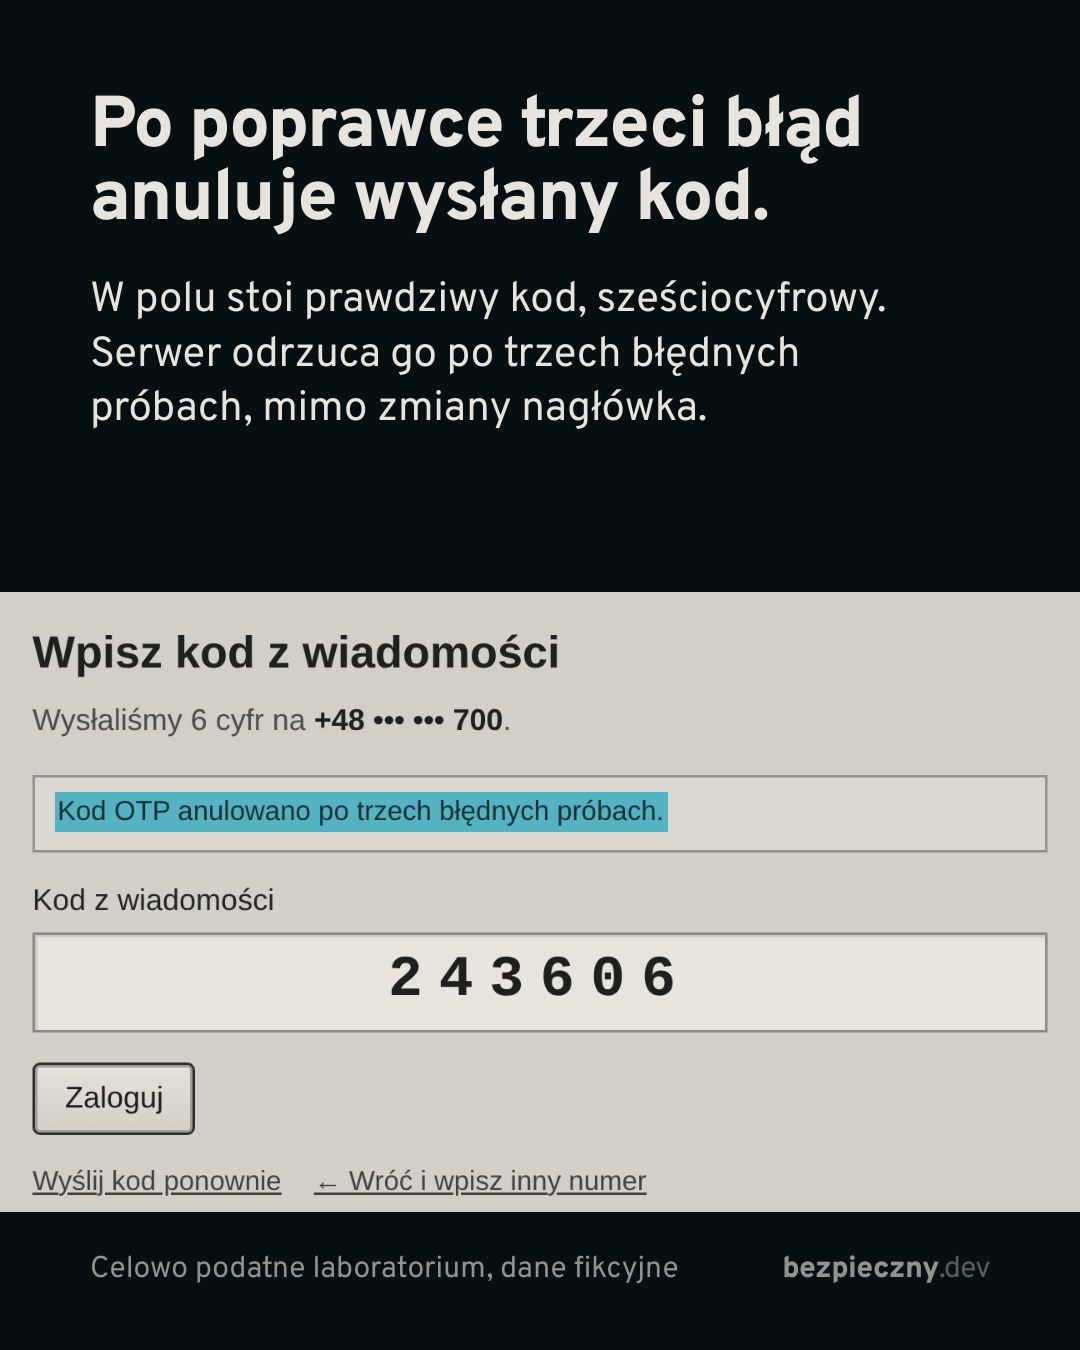 Po poprawce trzeci błąd
anuluje wysłany kod.
W polu stoi prawdziwy kod, sześciocyfrowy.
Serwer odrzuca go po trzech błędnych
próbach, mimo zmiany nagłówka.
Wpisz kod z wiadomości
Wysłaliśmy 6 cyfr na +48 ••• ••• 700.
Kod OTP anulowano po trzech błędnych próbach.
Kod z wiadomości
243606
Zaloguj
Wyślij kod ponownie ← Wróć i wpisz inny numer
Celowo podatne laboratorium, dane fikcyjne bezpieczny.dev